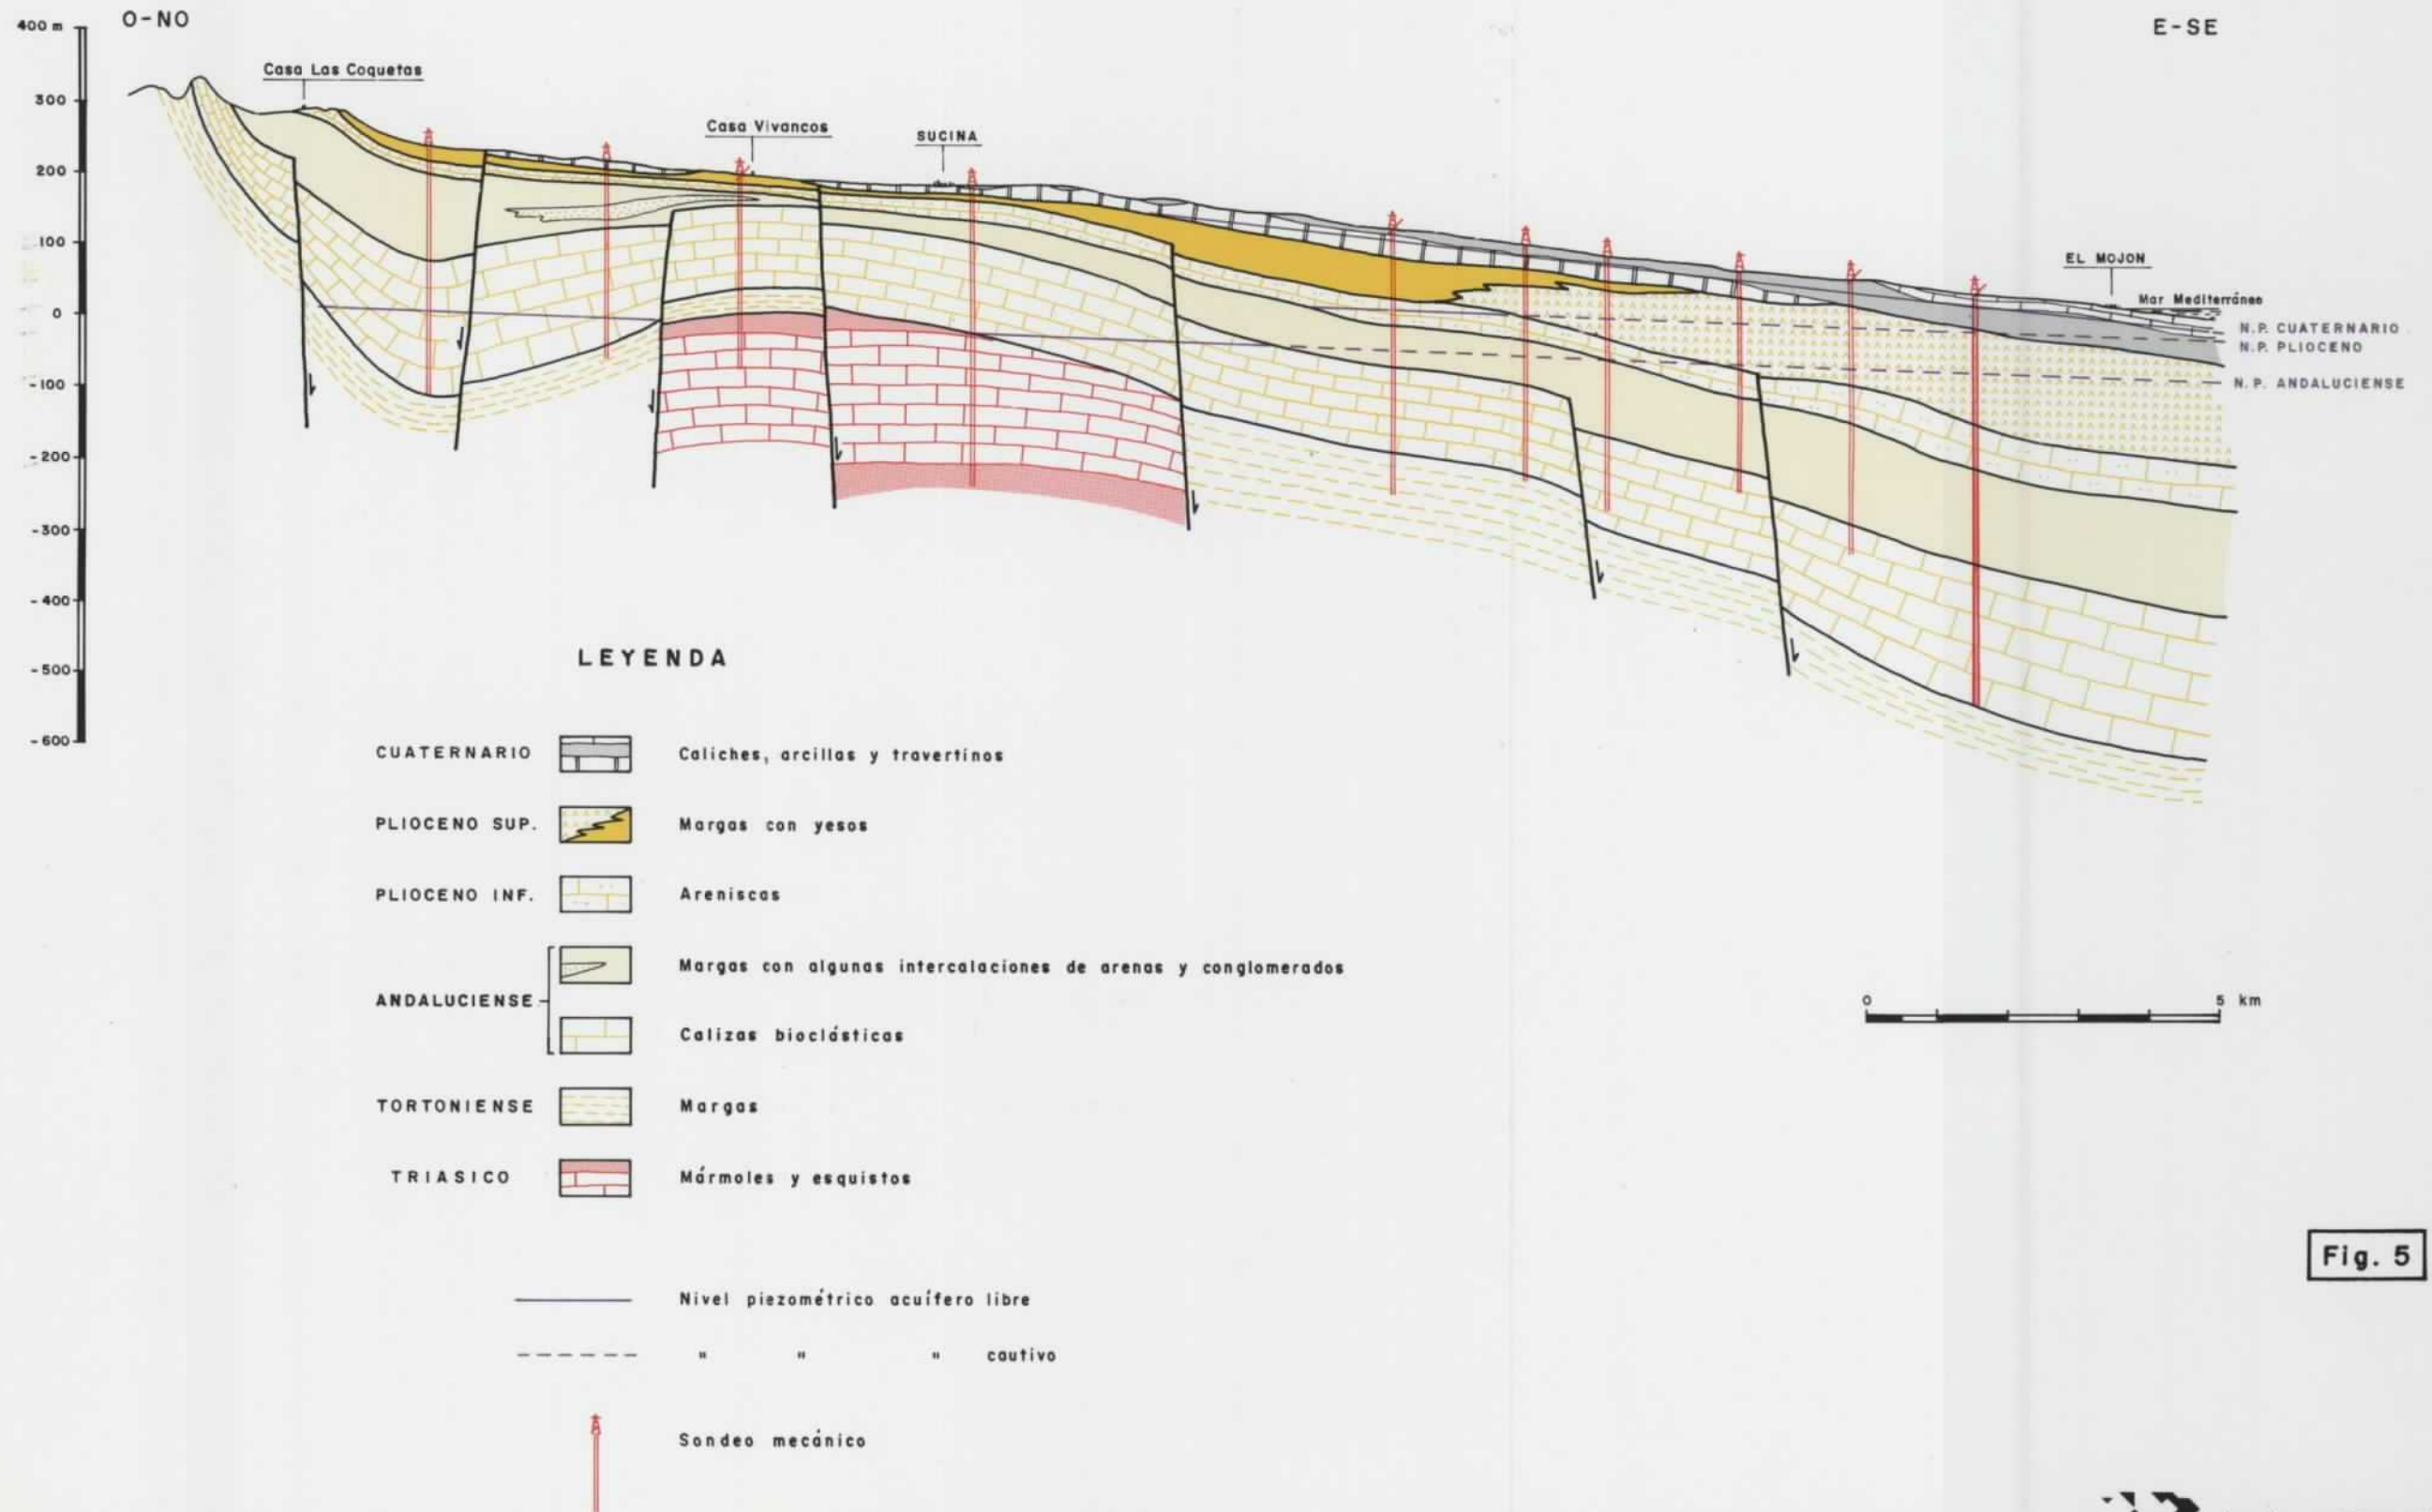 O-NO
E-SE
400 m
300
200
100
0
-100
-200
-300
-400
-500
-600
Casa Las Coquetas
Casa Vivancos
SUCINA
EL MOJON
Mar Mediterráneo
N.P. CUATERNARIO
N.P. PLIOCENO
N.P. ANDALUCIENSE
LEYENDA
CUATERNARIO Caliches, arcillas y travertinos
PLIOCENO SUP. Margas con yesos
PLIOCENO INF. Areniscas
Margas con algunas intercalaciones de arenas y conglomerados
ANDALUCIENSE
Calizas bioclásticas
TORTONIENSE Margas
TRIASICO Mármoles y esquistos
0 5 km
Fig. 5
Nivel piezométrico acuífero libre
" " " cautivo
Sondeo mecánico